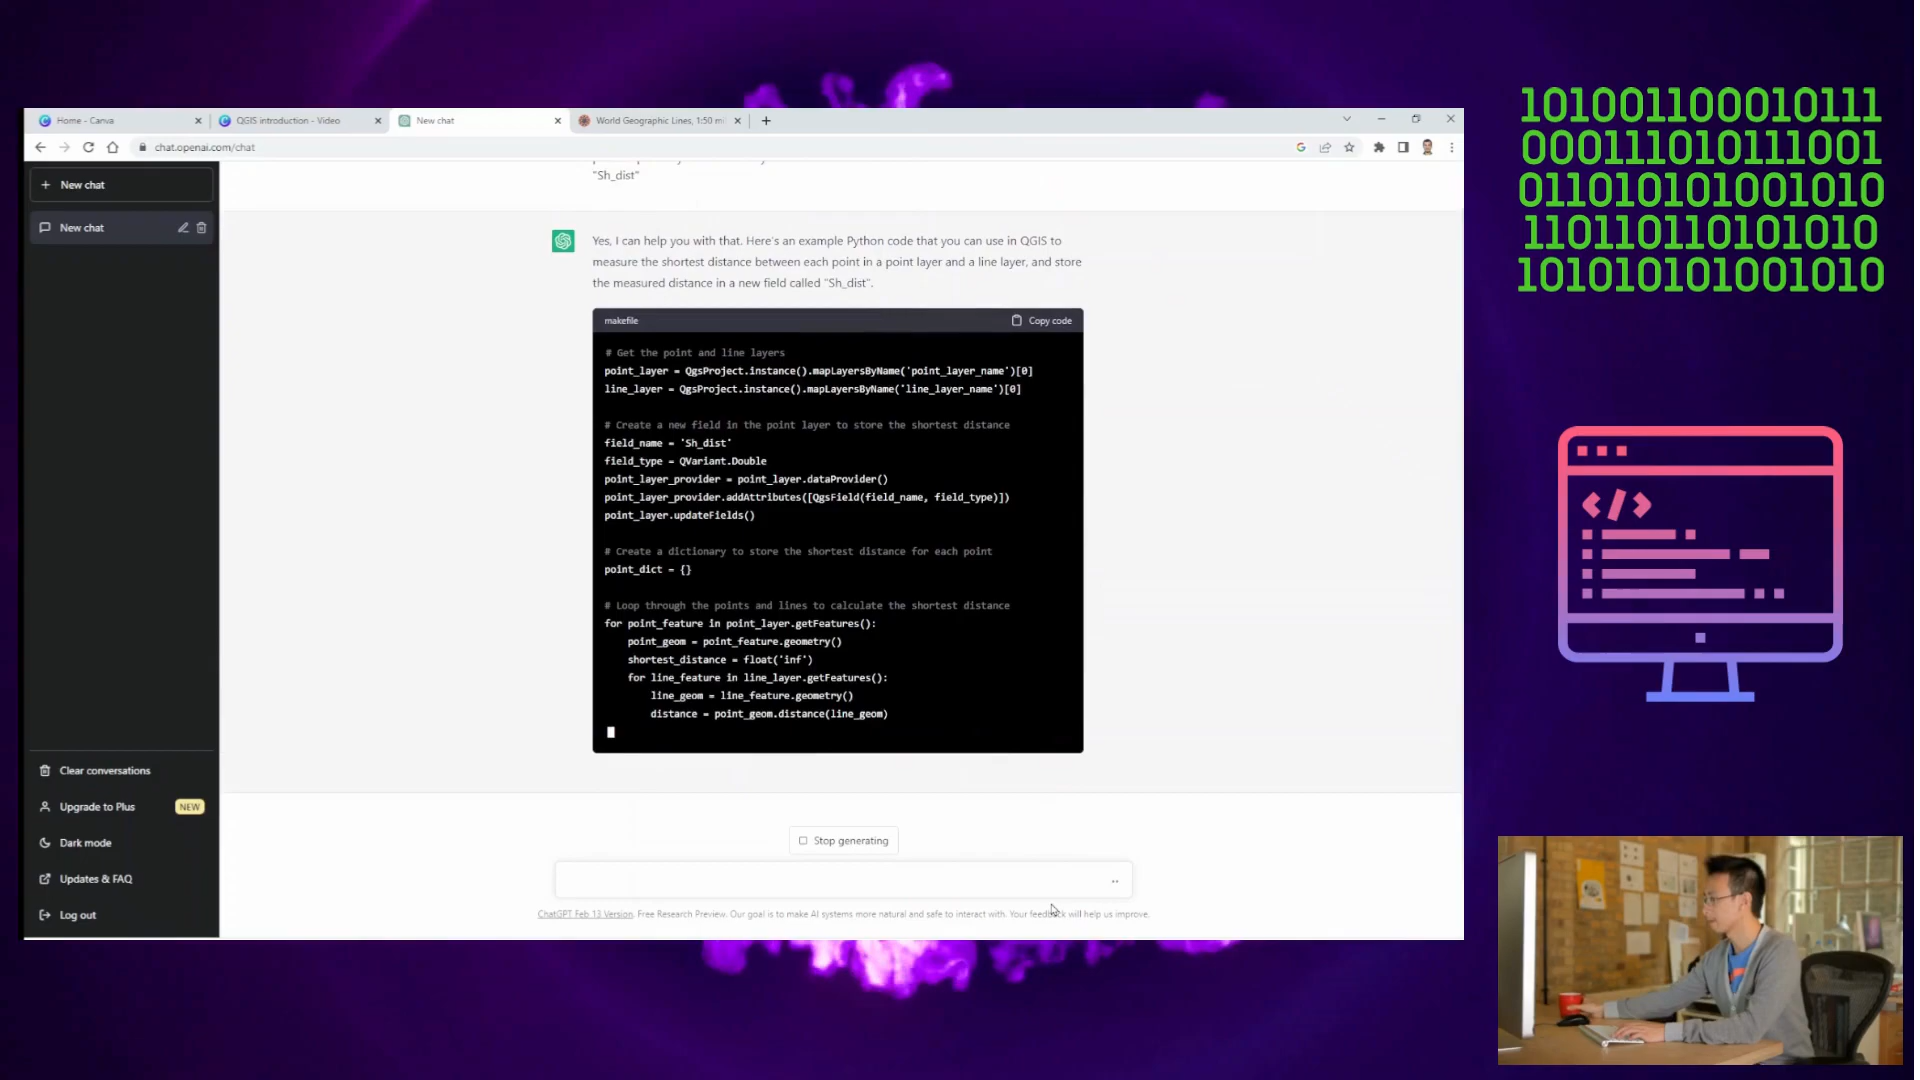 Home - Canva
QGIS introduction - Video
New chat
World Geographic Lines, 1:50 mi
chat.openai.com/chat
New chat
New chat
Clear conversations
Upgrade to Plus NEW
Dark mode
Updates & FAQ
Log out
"Sh_dist"
Yes, I can help you with that. Here's an example Python code that you can use in QGIS to
measure the shortest distance between each point in a point layer and a line layer, and store
the measured distance in a new field called "Sh_dist".
makefile Copy code
# Get the point and line layers
point_layer = QgsProject.instance().mapLayersByName('point_layer_name')[0]
line_layer = QgsProject.instance().mapLayersByName('line_layer_name')[0]
# Create a new field in the point layer to store the shortest distance
field_name = 'Sh_dist'
field_type = QVariant.Double
point_layer_provider = point_layer.dataProvider()
point_layer_provider.addAttributes([QgsField(field_name, field_type)])
point_layer.updateFields()
# Create a dictionary to store the shortest distance for each point
point_dict = {}
# Loop through the points and lines to calculate the shortest distance
for point_feature in point_layer.getFeatures():
point_geom = point_feature.geometry()
shortest_distance = float('inf')
for line_feature in line_layer.getFeatures():
line_geom = line_feature.geometry()
distance = point_geom.distance(line_geom)
Stop generating
ChatGPT Feb 13 Version. Free Research Preview. Our goal is to make AI systems more natural and safe to interact with. Your feedback will help us improve.
101001100010111
000111010111001
011010101001010
110110110101010
101010101001010